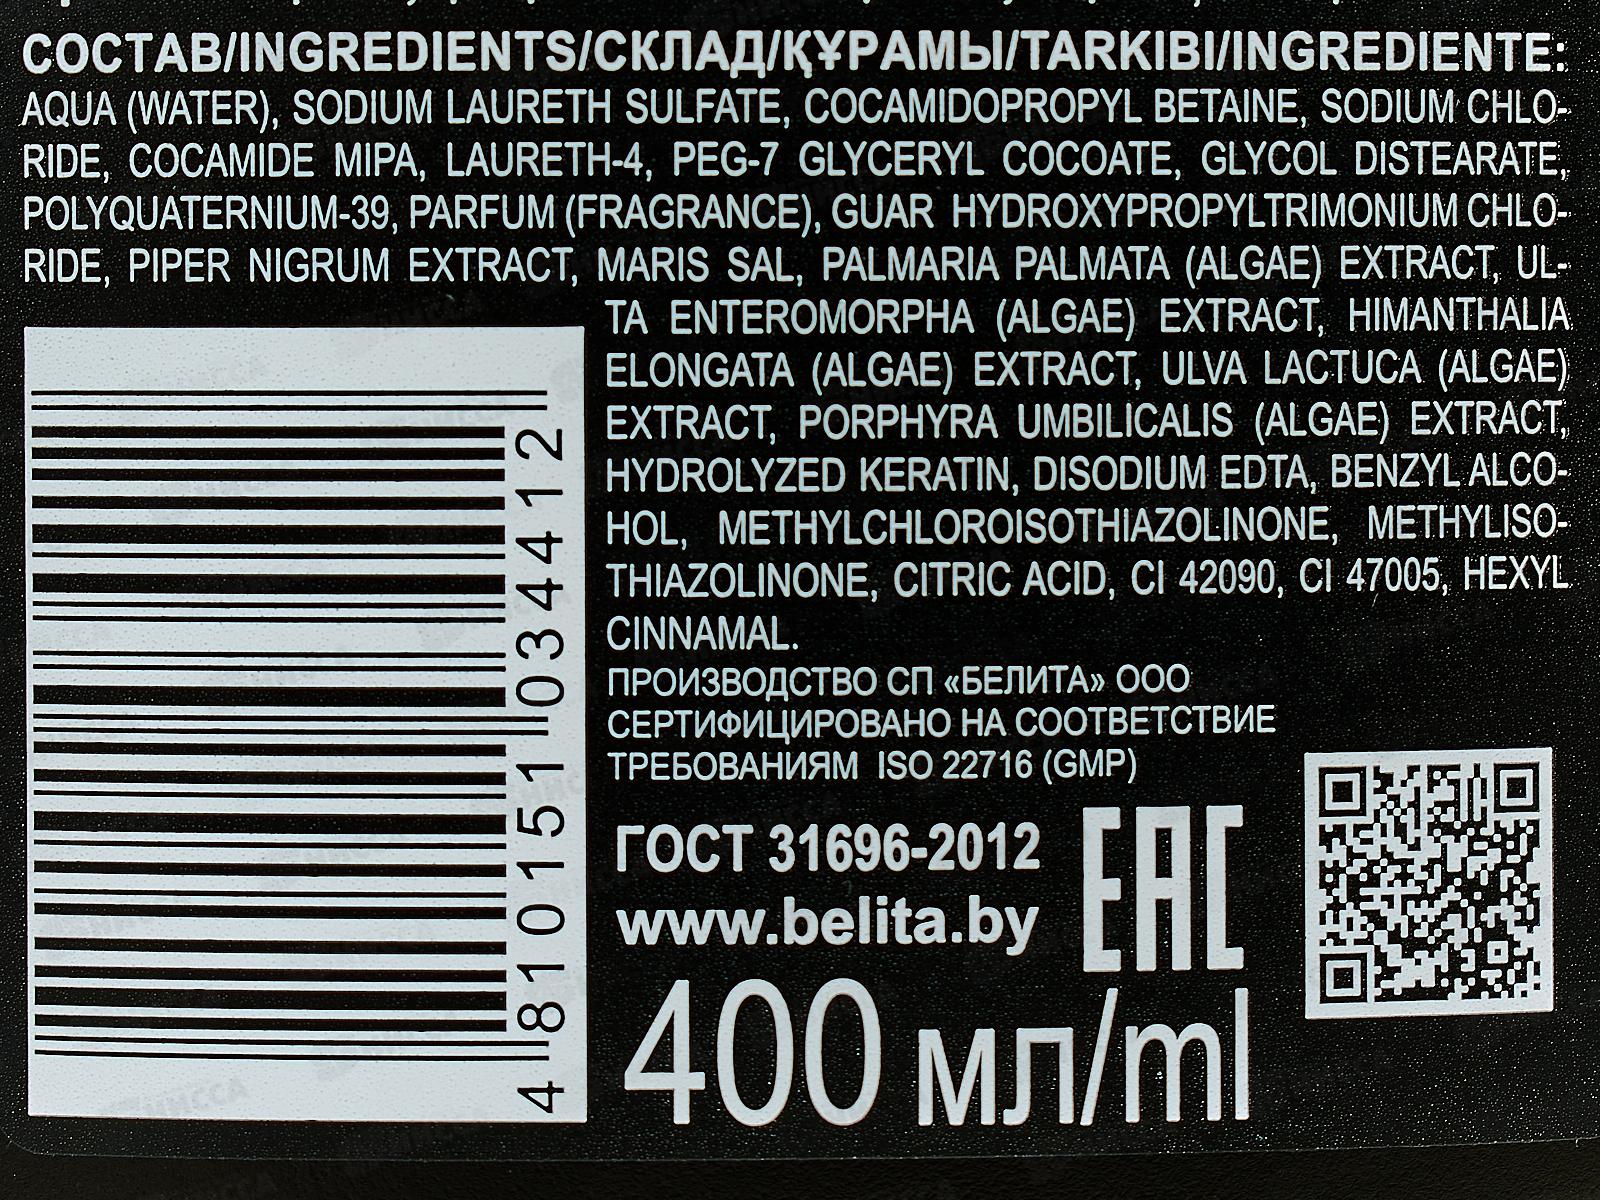 СОСТАВ/INGREDIENTS/СКЛАД/ҚҰРАМЫ/TARKIBI/INGREDIENTE:
AQUA (WATER), SODIUM LAURETH SULFATE, COCAMIDOPROPYL BETAINE, SODIUM CHLO-
RIDE, COCAMIDE MIPA, LAURETH-4, PEG-7 GLYCERYL COCOATE, GLYCOL DISTEARATE,
POLYQUATERNIUM-39, PARFUM (FRAGRANCE), GUAR HYDROXYPROPYLTRIMONIUM CHLO-
RIDE, PIPER NIGRUM EXTRACT, MARIS SAL, PALMARIA PALMATA (ALGAE) EXTRACT, UL-
TA ENTEROMORPHA (ALGAE) EXTRACT, HIMANTHALIA
ELONGATA (ALGAE) EXTRACT, ULVA LACTUCA (ALGAE)
EXTRACT, PORPHYRA UMBILICALIS (ALGAE) EXTRACT,
HYDROLYZED KERATIN, DISODIUM EDTA, BENZYL ALCO-
HOL, METHYLCHLOROISOTHIAZOLINONE, METHYLISO-
THIAZOLINONE, CITRIC ACID, CI 42090, CI 47005, HEXYL
CINNAMAL.
ПРОИЗВОДСТВО СП «БЕЛИТА» ООО
СЕРТИФИЦИРОВАНО НА СООТВЕТСТВИЕ
ТРЕБОВАНИЯМ ISO 22716 (GMP)
ГОСТ 31696-2012
www.belita.by
EAC
400 мл/ml
4 810151 034412